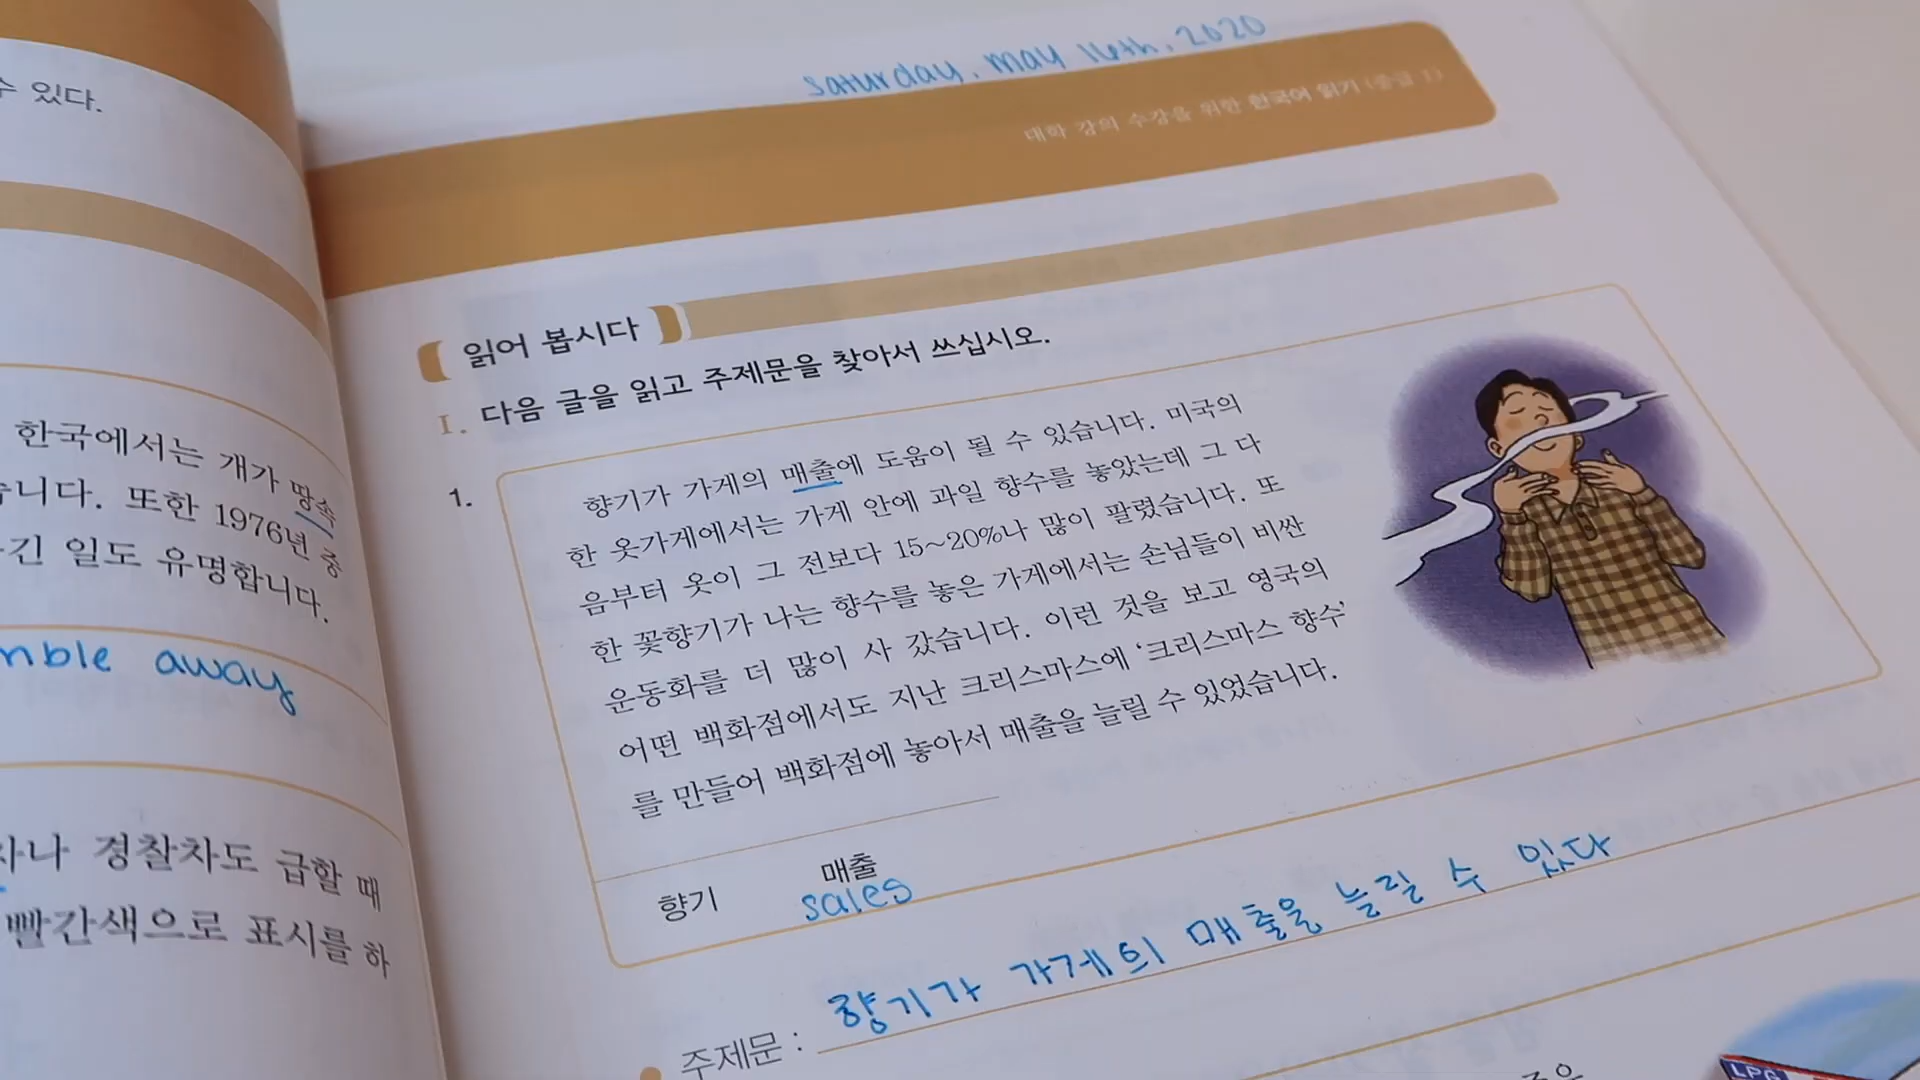 수 있다.
한국에서는 개가 땅속
습니다. 또한 1976년 중
긴 일도 유명합니다.
mble away
차나 경찰차도 급할 때
빨간색으로 표시를 하
saturday, may 16th, 2020
대학 강의 수강을 위한 한국어 읽기 (중급 1)
읽어 봅시다
I. 다음 글을 읽고 주제문을 찾아서 쓰십시오.
1.
향기가 가게의 매출에 도움이 될 수 있습니다. 미국의
한 옷가게에서는 가게 안에 과일 향수를 놓았는데 그 다
음부터 옷이 그 전보다 15~20%나 많이 팔렸습니다. 또
한 꽃향기가 나는 향수를 놓은 가게에서는 손님들이 비싼
운동화를 더 많이 사 갔습니다. 이런 것을 보고 영국의
어떤 백화점에서도 지난 크리스마스에 ‘크리스마스 향수’
를 만들어 백화점에 놓아서 매출을 늘릴 수 있었습니다.
향기 매출
sales
주제문 : 향기가 가게의 매출을 늘릴 수 있다
LPG